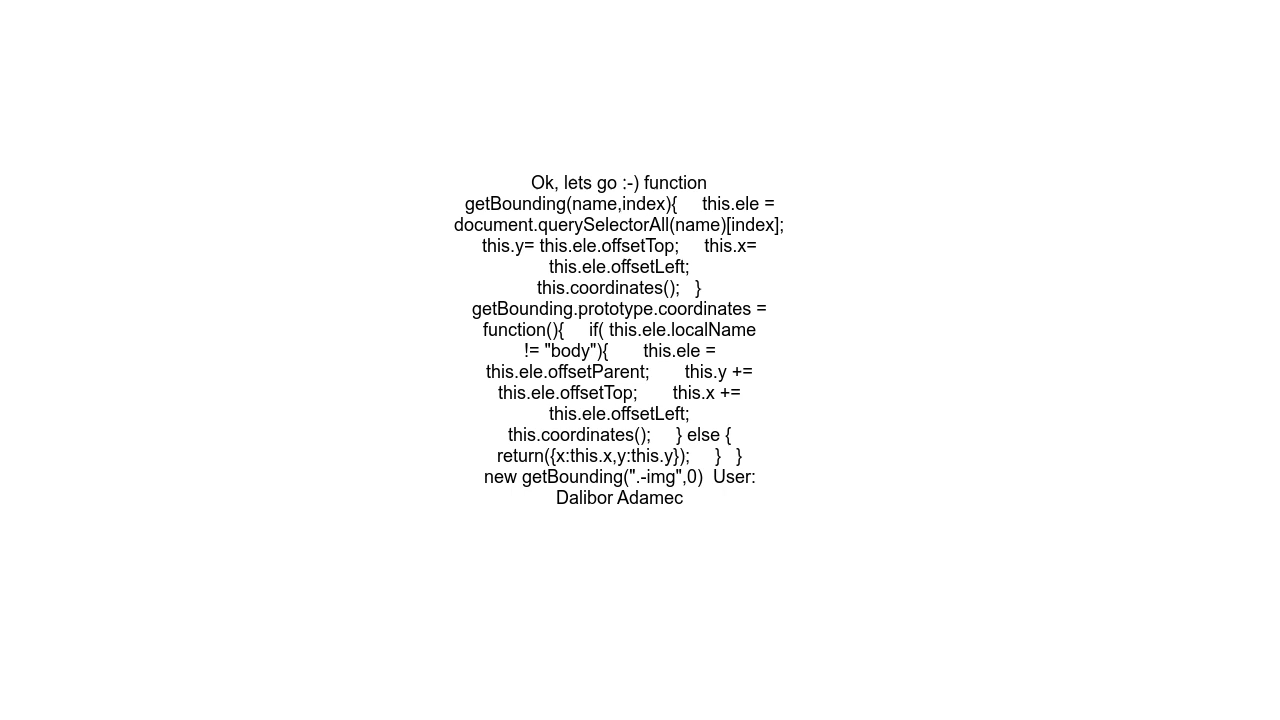 Ok, lets go :-) function
getBounding(name,index){     this.ele =
document.querySelectorAll(name)[index];
this.y= this.ele.offsetTop;     this.x=
this.ele.offsetLeft;
this.coordinates();   }
getBounding.prototype.coordinates =
function(){     if( this.ele.localName
!= "body"){       this.ele =
this.ele.offsetParent;       this.y +=
this.ele.offsetTop;       this.x +=
this.ele.offsetLeft;
this.coordinates();     } else {
return({x:this.x,y:this.y});     }   }
new getBounding(".-img",0)  User:
Dalibor Adamec